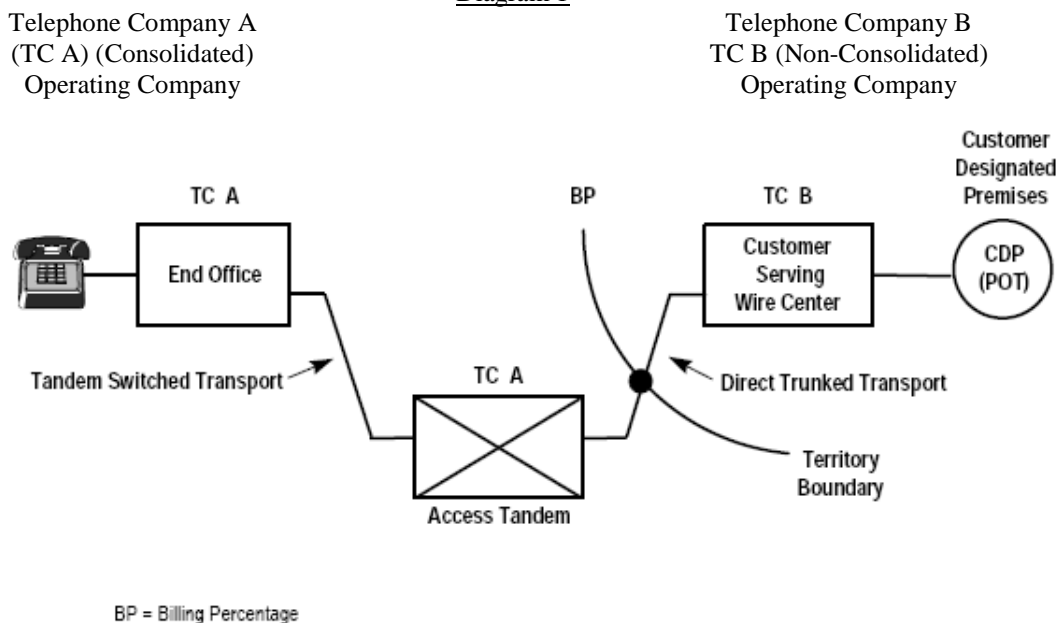 Diagram 1
Telephone Company A
(TC A) (Consolidated)
Operating Company
Telephone Company B
TC B (Non-Consolidated)
Operating Company
Customer
Designated
Premises
TC A
BP
TC B
End Office
Customer
Serving
Wire Center
CDP
(POT)
Tandem Switched Transport
TC A
Direct Trunked Transport
Territory
Boundary
Access Tandem
BP = Billing Percentage